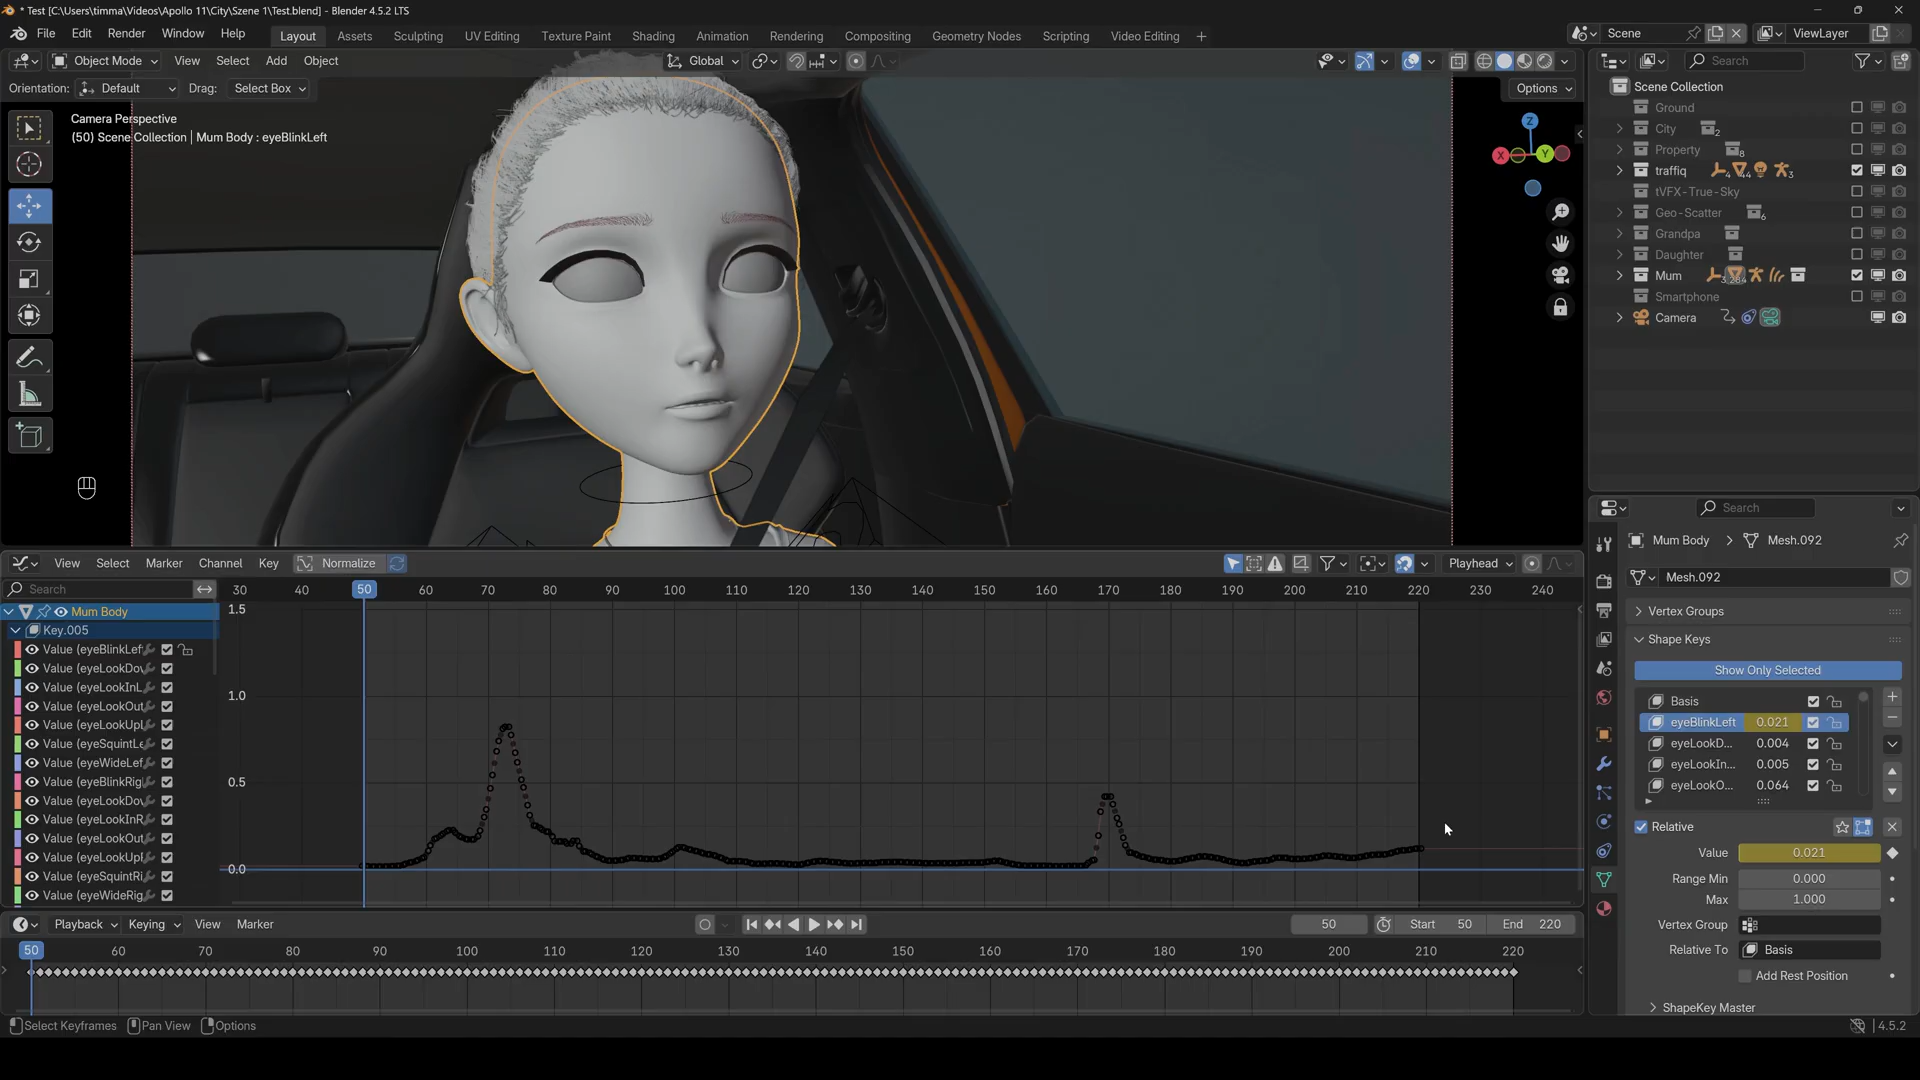 * Test [C:\Users\timma\Videos\Apollo 11\City\Szene 1\Test.blend] - Blender 4.5.2 LTS
File Edit Render Window Help
Layout Assets Sculpting UV Editing Texture Paint Shading Animation Rendering Compositing Geometry Nodes Scripting Video Editing +
Scene
ViewLayer
Object Mode View Select Add Object
Global
Search
Orientation: Default Drag: Select Box
Options
Camera Perspective
(50) Scene Collection | Mum Body : eyeBlinkLeft
Z
X
Y
Scene Collection
Ground
City 2
Property 8
traffiq 4 44 3
tVFX-True-Sky
Geo-Scatter 6
Grandpa
Daughter
Mum
Smartphone
Camera
View Select Marker Channel Key Normalize
Playhead
Search
30 40 50 60 70 80 90 100 110 120 130 140 150 160 170 180 190 200 210 220 230 240
1.5
1.0
0.5
0.0
Mum Body
Key.005
Value (eyeBlinkLef
Value (eyeLookDo
Value (eyeLookInL
Value (eyeLookOut
Value (eyeLookUpl
Value (eyeSquintLe
Value (eyeWideLef
Value (eyeBlinkRig
Value (eyeLookDo
Value (eyeLookInR
Value (eyeLookOut
Value (eyeLookUpl
Value (eyeSquintRi
Value (eyeWideRig
Playback Keying View Marker
50
Start 50
End 220
50 60 70 80 90 100 110 120 130 140 150 160 170 180 190 200 210 220
Select Keyframes Pan View Options
4.5.2
Search
Mum Body > Mesh.092
Mesh.092
Vertex Groups
Shape Keys
Show Only Selected
Basis
eyeBlinkLeft 0.021
eyeLookD... 0.004
eyeLookIn... 0.005
eyeLookO... 0.064
Relative
Value 0.021
Range Min 0.000
Max 1.000
Vertex Group
Relative To Basis
Add Rest Position
ShapeKey Master